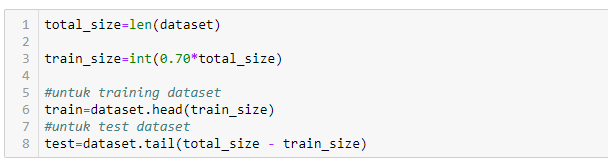 1 total_size=len(dataset)
2
3 train_size=int(0.70*total_size)
4
5 #untuk training dataset
6 train=dataset.head(train_size)
7 #untuk test dataset
8 test=dataset.tail(total_size - train_size)